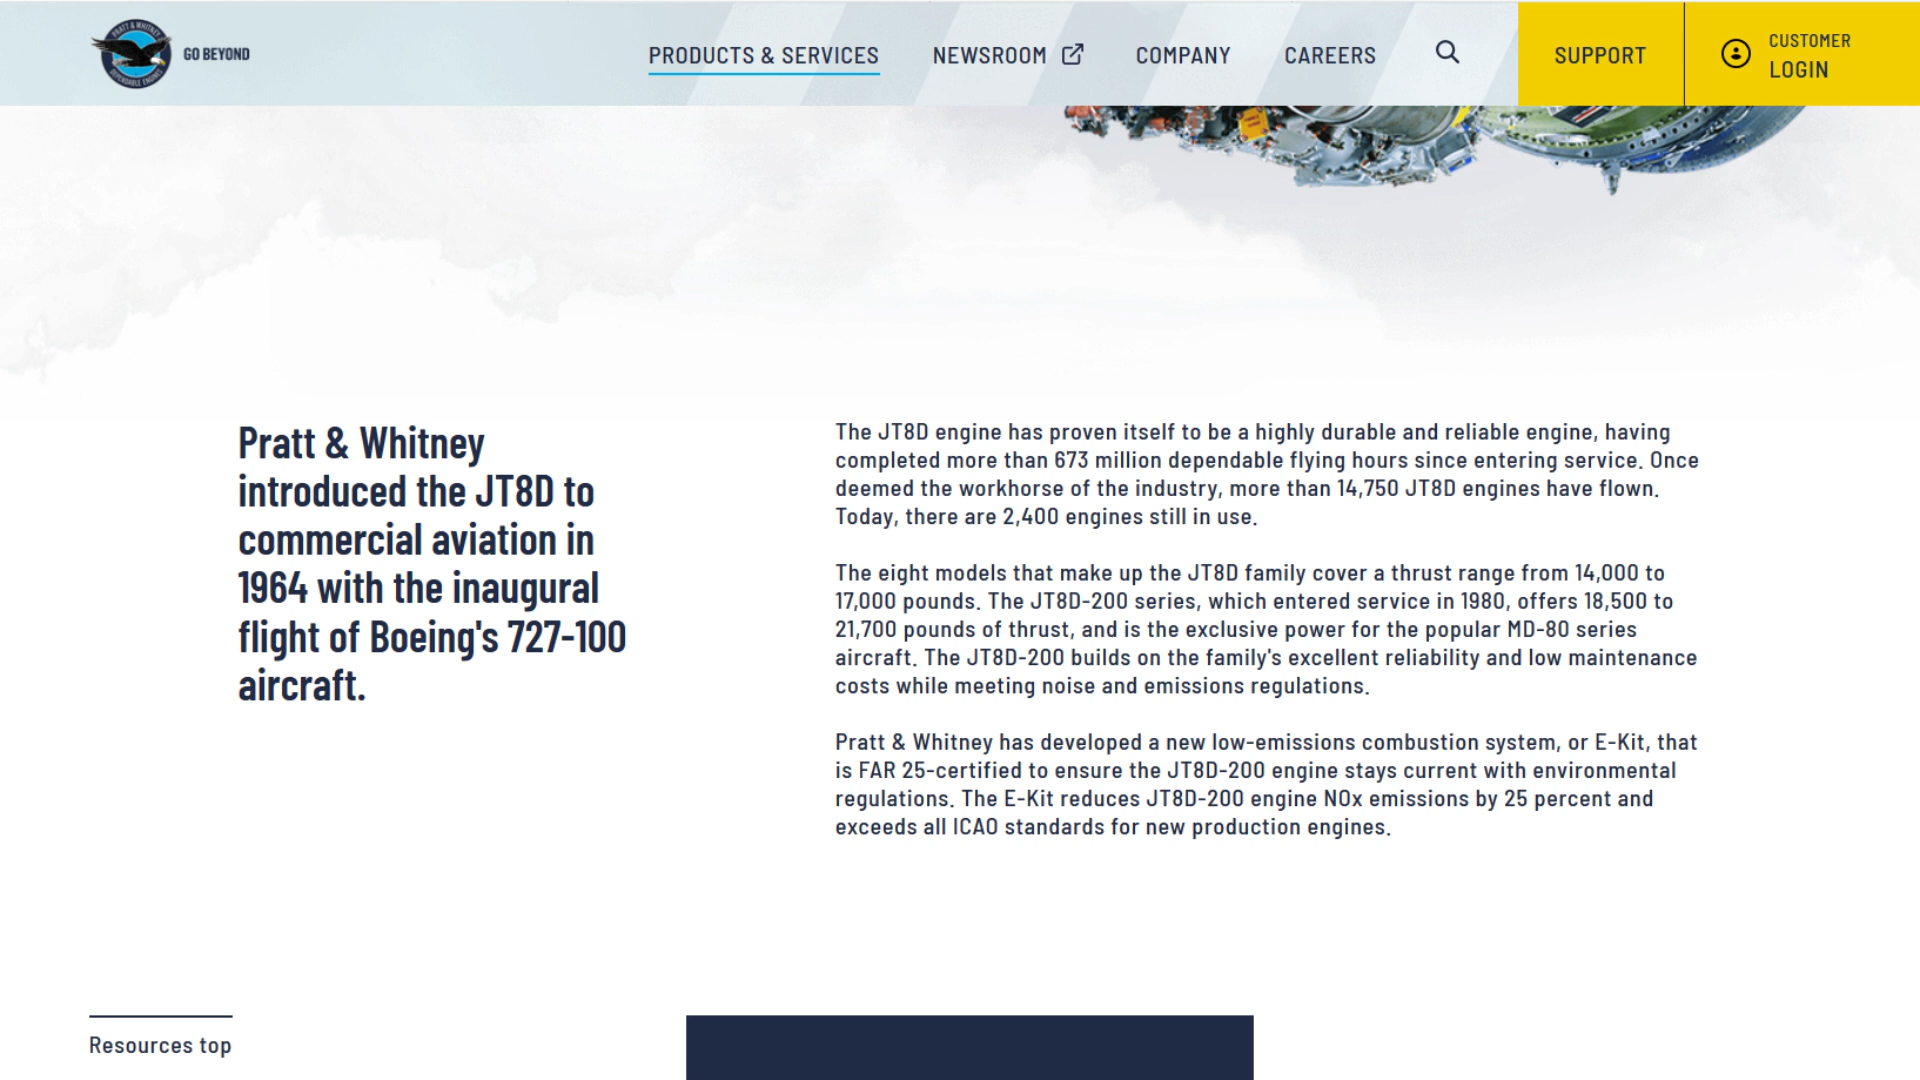 PRATT & WHITNEY
DEPENDABLE ENGINES
GO BEYOND
PRODUCTS & SERVICES
NEWSROOM
COMPANY
CAREERS
SUPPORT
CUSTOMER
LOGIN
Pratt & Whitney
introduced the JT8D to
commercial aviation in
1964 with the inaugural
flight of Boeing's 727-100
aircraft.
The JT8D engine has proven itself to be a highly durable and reliable engine, having
completed more than 673 million dependable flying hours since entering service. Once
deemed the workhorse of the industry, more than 14,750 JT8D engines have flown.
Today, there are 2,400 engines still in use.
The eight models that make up the JT8D family cover a thrust range from 14,000 to
17,000 pounds. The JT8D-200 series, which entered service in 1980, offers 18,500 to
21,700 pounds of thrust, and is the exclusive power for the popular MD-80 series
aircraft. The JT8D-200 builds on the family's excellent reliability and low maintenance
costs while meeting noise and emissions regulations.
Pratt & Whitney has developed a new low-emissions combustion system, or E-Kit, that
is FAR 25-certified to ensure the JT8D-200 engine stays current with environmental
regulations. The E-Kit reduces JT8D-200 engine NOx emissions by 25 percent and
exceeds all ICAO standards for new production engines.
Resources top